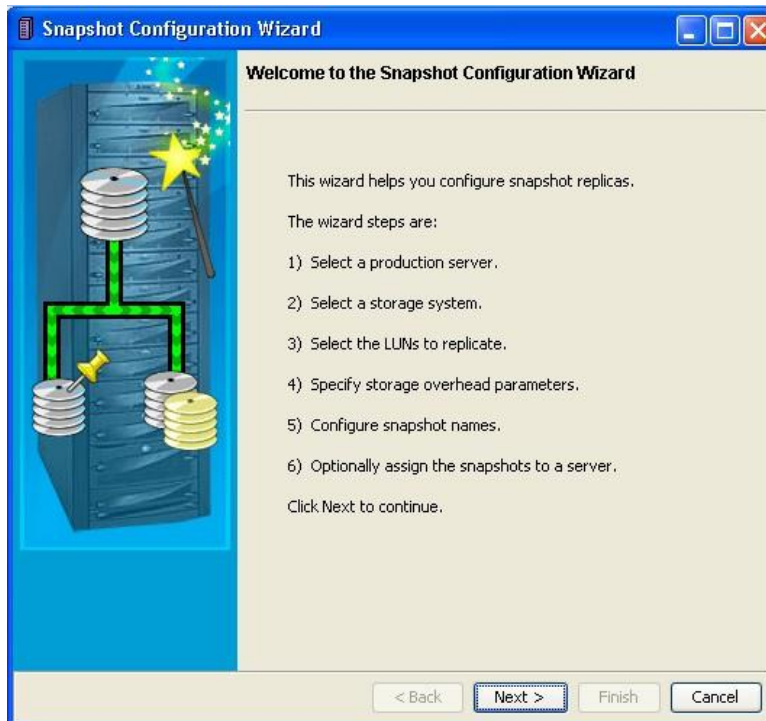 Snapshot Configuration Wizard
Welcome to the Snapshot Configuration Wizard
This wizard helps you configure snapshot replicas.
The wizard steps are:
1) Select a production server.
2) Select a storage system.
3) Select the LUNs to replicate.
4) Specify storage overhead parameters.
5) Configure snapshot names.
6) Optionally assign the snapshots to a server.
Click Next to continue.
< Back Next > Finish Cancel